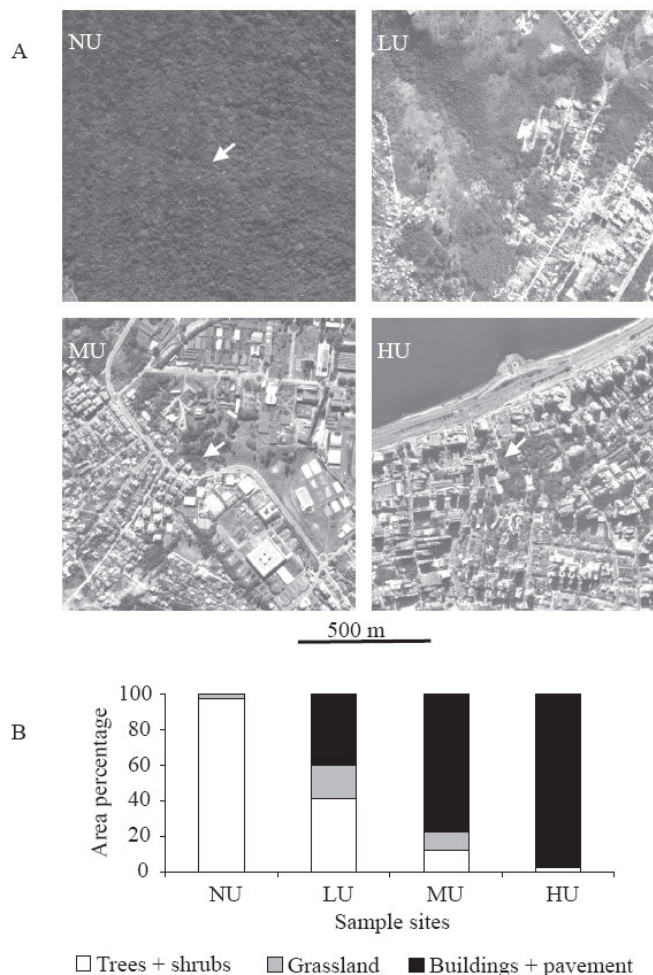 A
NU
LU
MU
HU
500 m
B
Area percentage
100
80
60
40
20
0
NU LU MU HU
Sample sites
Trees + shrubs Grassland Buildings + pavement